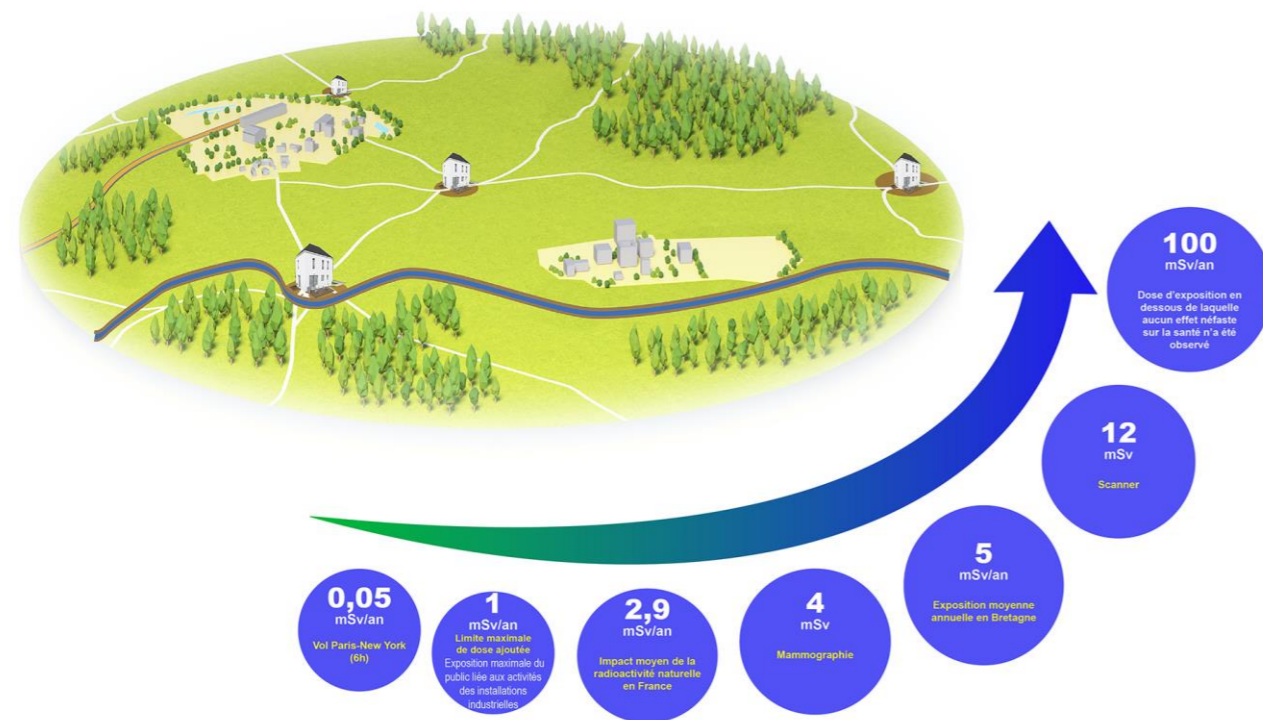 0,05
mSv/an
Vol Paris-New York
(6h)
1
mSv/an
Limite maximale
de dose ajoutée
Exposition maximale du
public liée aux activités
des installations
industrielles
2,9
mSv/an
Impact moyen de la
radioactivité naturelle
en France
4
mSv
Mammographie
5
mSv/an
Exposition moyenne
annuelle en Bretagne
12
mSv
Scanner
100
mSv/an
Dose d'exposition en
dessous de laquelle
aucun effet néfaste
sur la santé n'a été
observé